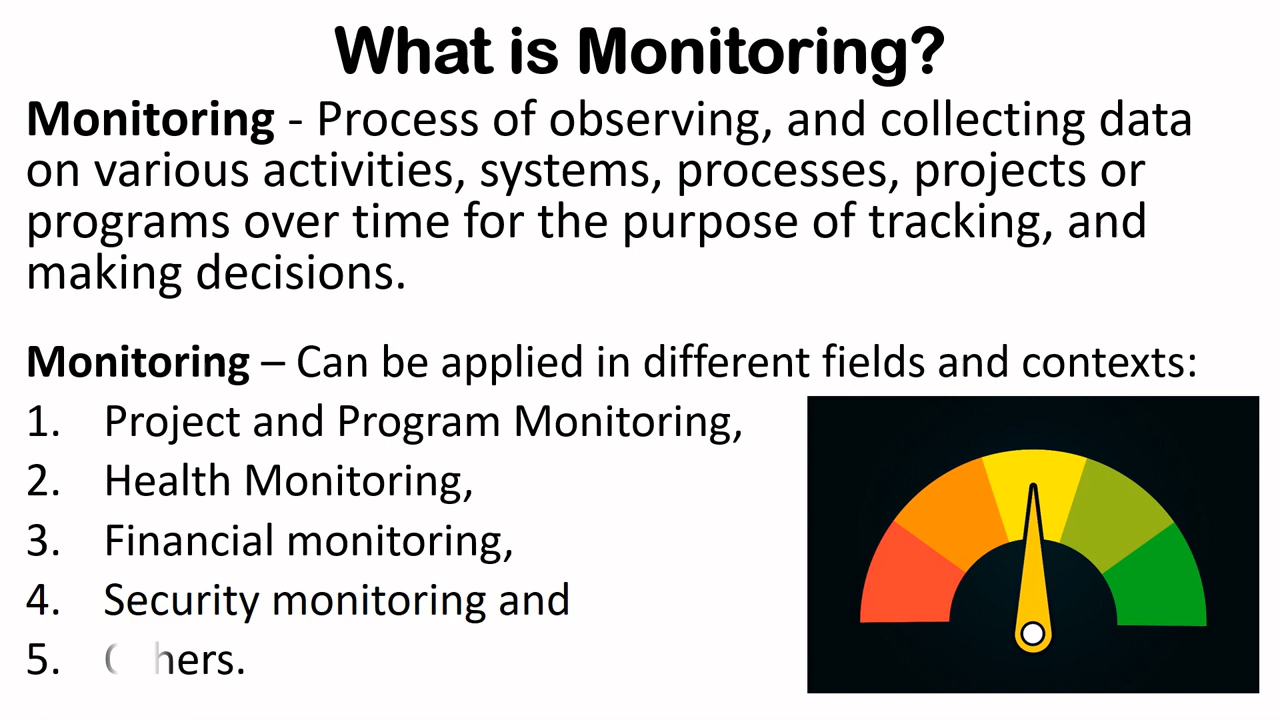 What is Monitoring?
Monitoring - Process of observing, and collecting data
on various activities, systems, processes, projects or
programs over time for the purpose of tracking, and
making decisions.
Monitoring – Can be applied in different fields and contexts:
1. Project and Program Monitoring,
2. Health Monitoring,
3. Financial monitoring,
4. Security monitoring and
5.